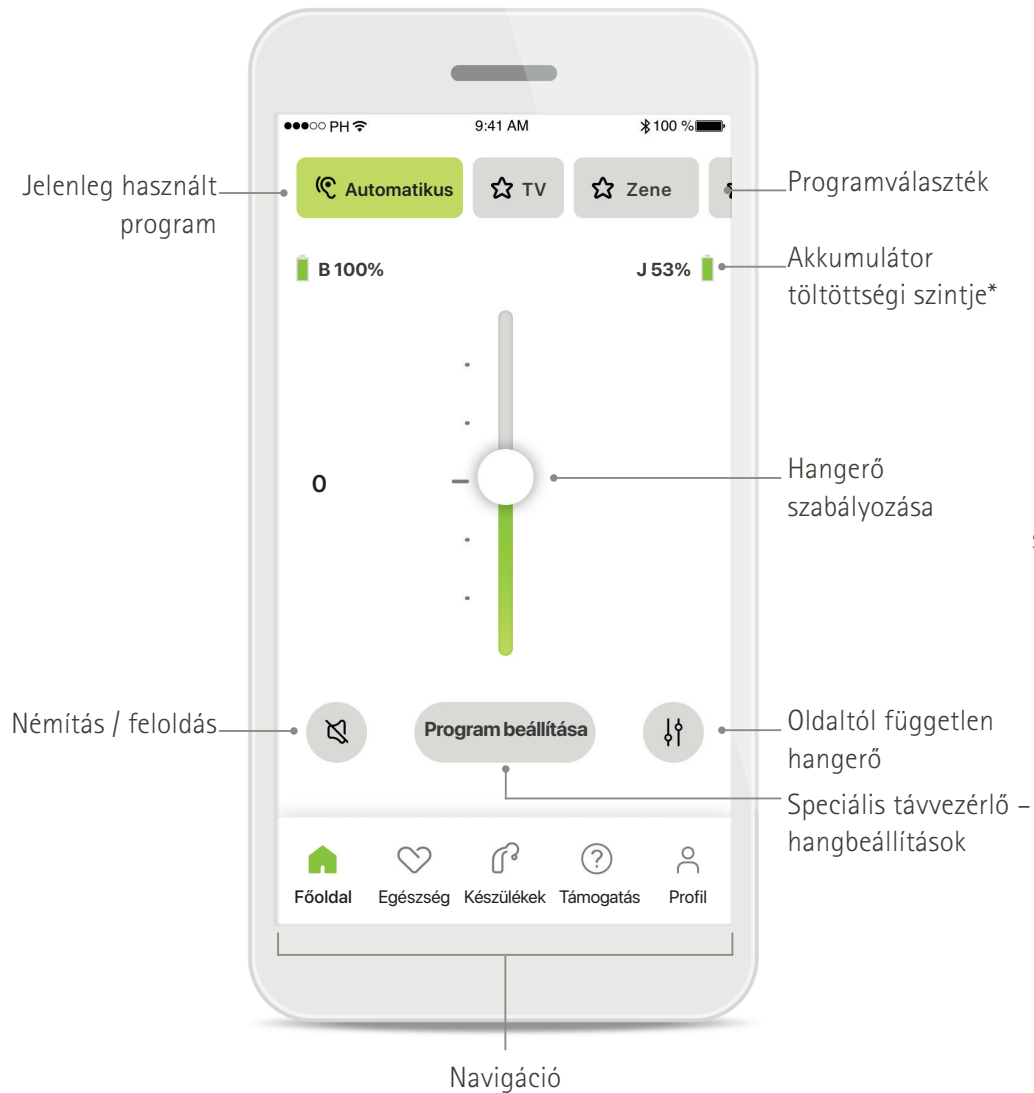 PH 9:41 AM 100 %
Automatikus TV Zene
Jelenleg használt
program
Programválaszték
B 100% J 53%
Akkumulátor
töltöttségi szintje*
0
Hangerő
szabályozása
Némítás / feloldás
Program beállítása
Oldaltól független
hangerő
Speciális távvezérlő –
hangbeállítások
Főoldal Egészség Készülékek Támogatás Profil
Navigáció